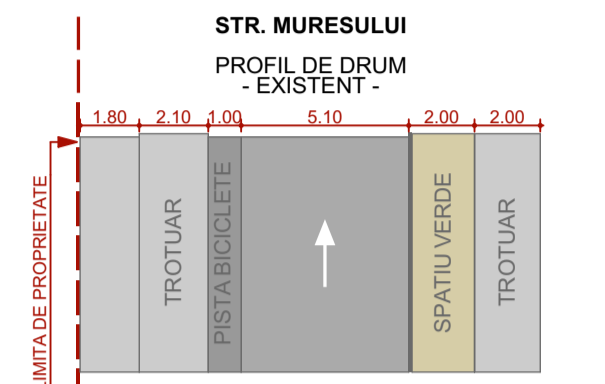 STR. MURESULUI
PROFIL DE DRUM
- EXISTENT -
1.80 2.10 1.00 5.10 2.00 2.00
LIMITA DE PROPRIETATE
TROTUAR
PISTA BICICLETE
SPATIU VERDE
TROTUAR